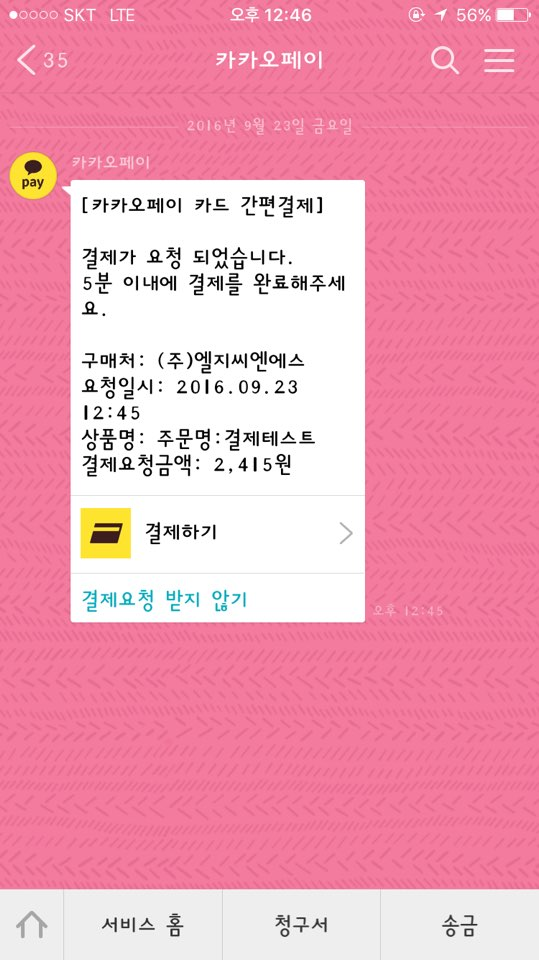 SKT LTE 오후 12:46 56%
35 카카오페이
2016년 9월 23일 금요일
카카오페이
pay
[카카오페이 카드 간편결제]
결제가 요청 되었습니다.
5분 이내에 결제를 완료해주세
요.
구매처: (주)엘지씨엔에스
요청일시: 2016.09.23
12:45
상품명: 주문명:결제테스트
결제요청금액: 2,415원
결제하기
결제요청 받지 않기
오후 12:45
서비스 홈 청구서 송금